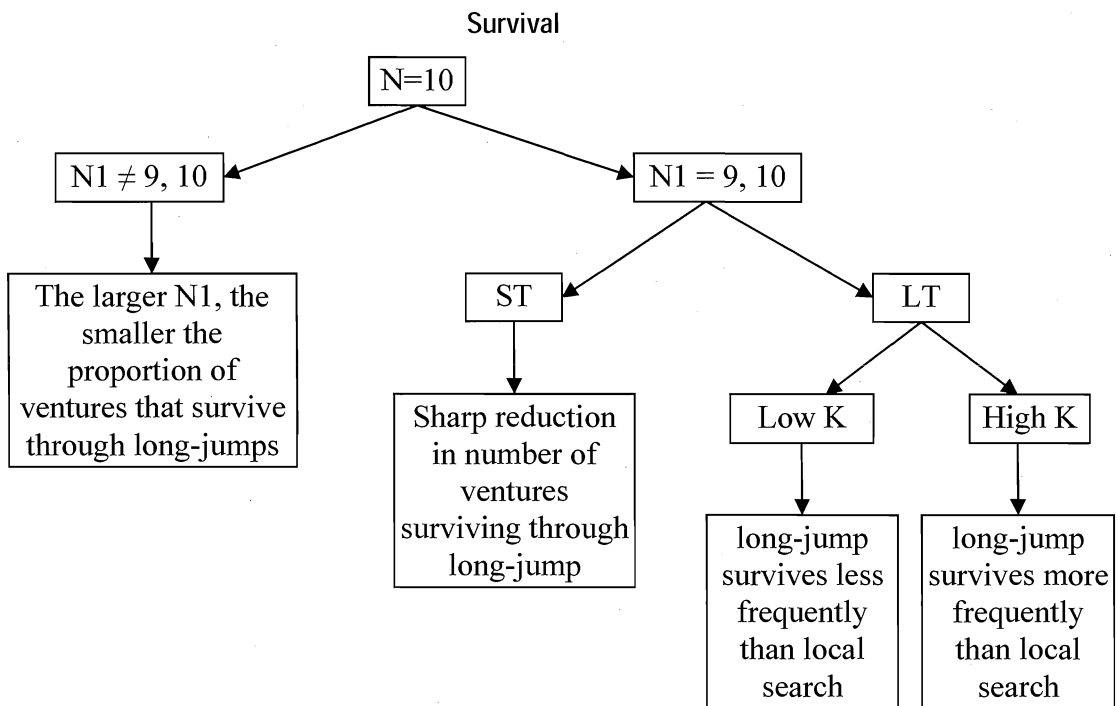 Survival
N=10
N1 ≠ 9, 10
N1 = 9, 10
The larger N1, the
smaller the
proportion of
ventures that survive
through long-jumps
ST
LT
Sharp reduction
in number of
ventures
surviving through
long-jump
Low K
High K
long-jump
survives less
frequently
than local
search
long-jump
survives more
frequently
than local
search